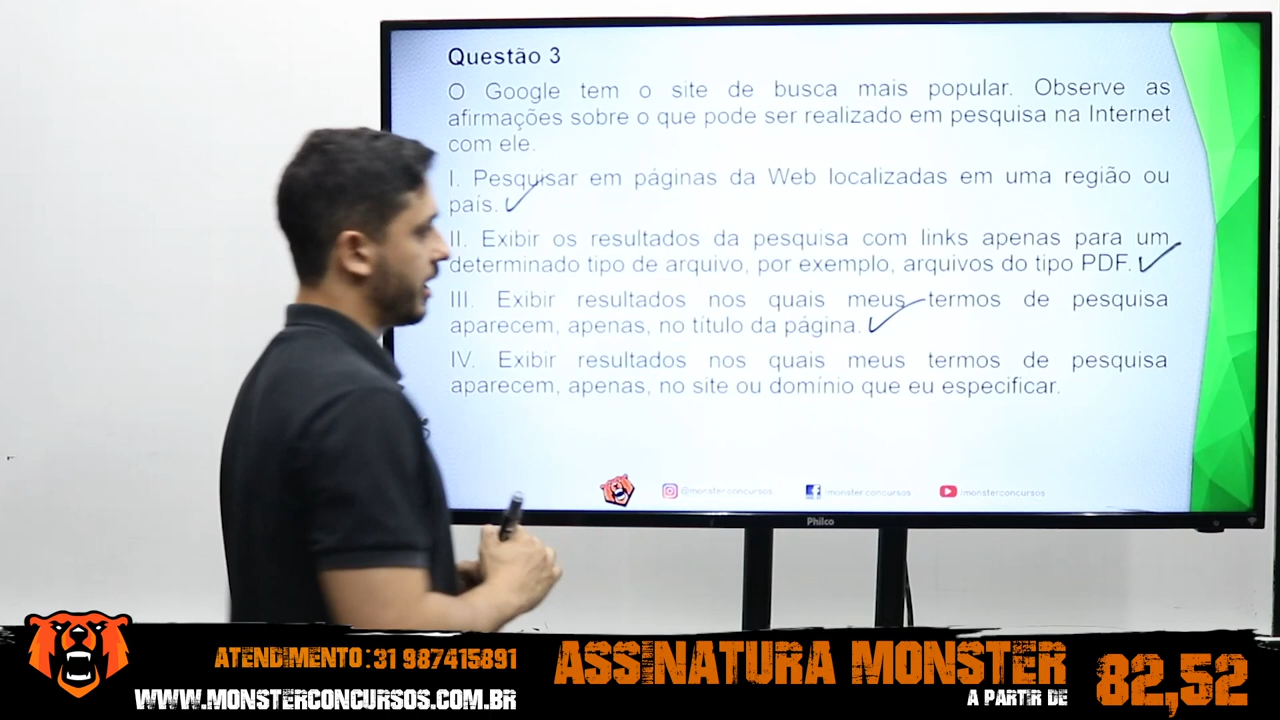 Questão 3
O Google tem o site de busca mais popular. Observe as
afirmações sobre o que pode ser realizado em pesquisa na Internet
com ele.
I. Pesquisar em páginas da Web localizadas em uma região ou
país.
II. Exibir os resultados da pesquisa com links apenas para um
determinado tipo de arquivo, por exemplo, arquivos do tipo PDF.
III. Exibir resultados nos quais meus termos de pesquisa
aparecem, apenas, no título da página.
IV. Exibir resultados nos quais meus termos de pesquisa
aparecem, apenas, no site ou domínio que eu especificar.
@monster.concursos /monster.concursos /monsterconcursos
Philco
ATENDIMENTO: 31 987415891
WWW.MONSTERCONCURSOS.COM.BR
ASSINATURA MONSTER
A PARTIR DE
82,52